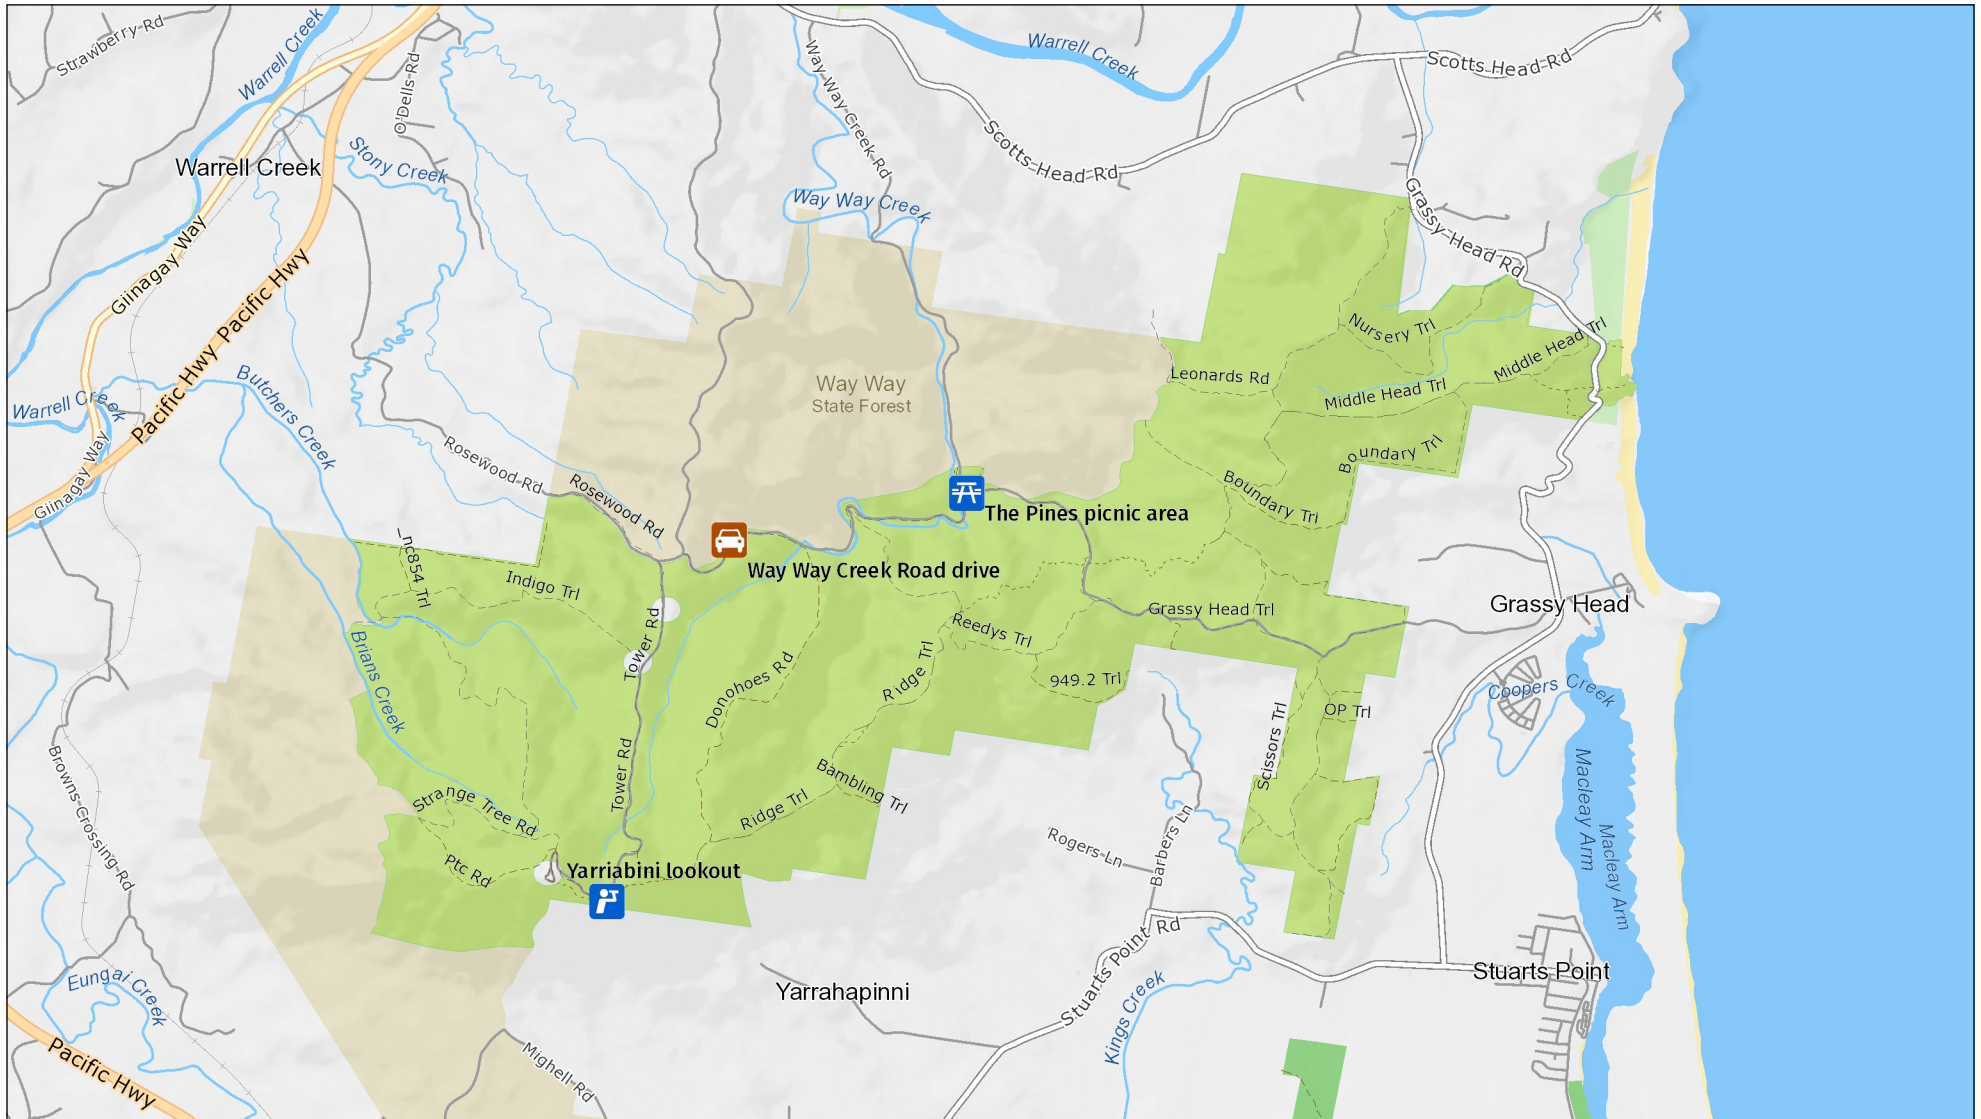 Strawberry-Rd
Warrell Creek
O'Dells-Rd
Way-Way-Creek-Rd
Warrell Creek
Scotts-Head-Rd
Scotts-Head-Rd
Warrell Creek
Stony Creek
Way Way Creek
Grassy-Head-Rd
Giinagay-Way
Pacific Hwy
Pacific Hwy
Nursery Trl
Middle Head Trl
Leonards Rd
Middle Head Trl
Way Way
State Forest
Warrell Creek
Butchers Creek
Giinagay Way
Rosewood Rd
Rosewood Rd
Boundary Trl
Boundary Trl
The Pines picnic area
Way Way Creek Road drive
_nc854 Trl
Indigo Trl
Tower Rd
Grassy Head Trl
Grassy Head
Reedys Trl
Brians Creek
Donohoes Rd
Ridge Trl
949.2 Trl
Coopers Creek
OP Trl
Scissors Trl
Browns-Crossing-Rd
Tower Rd
Bambling Trl
Strange Tree Rd
Ridge Trl
Macleay Arm
Macleay Arm
Rogers-Ln
Barbers Ln
Ptc Rd
Yarriabini lookout
Stuarts Point Rd
Stuarts Point
Yarrahapinni
Kings Creek
Eungai Creek
Pacific Hwy
Mighell-Rd